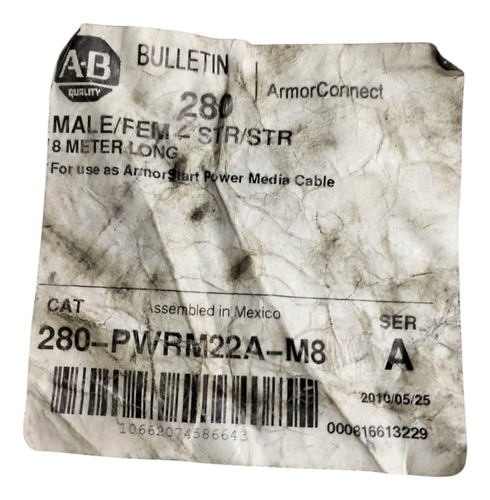 A-B
QUALITY
BULLETIN
280
ArmorConnect
MALE/FEM - STR/STR
8 METER LONG
For use as ArmorStart Power Media Cable
CAT
Assembled in Mexico
SER
280-PWRM22A-M8
A
2010/05/25
10662074586643
000816613229